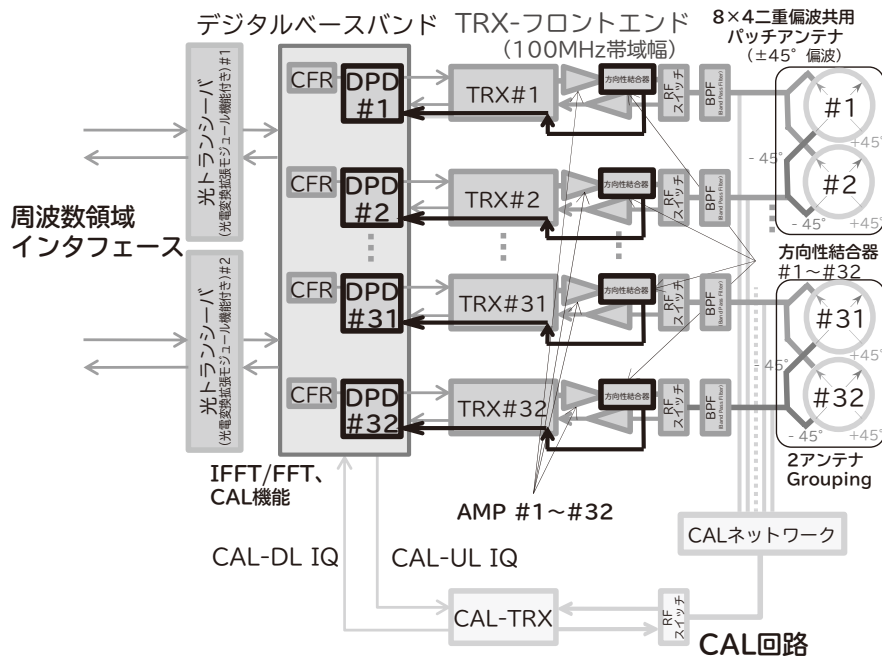 デジタルベースバンド
TRX-フロントエンド
(100MHz帯域幅)
8×4二重偏波共用
パッチアンテナ
(±45° 偏波)
周波数領域
インタフェース
光トランシーバ
(光電変換拡張モジュール機能付き)#1
光トランシーバ
(光電変換拡張モジュール機能付き)#2
CFR
DPD
#1
TRX#1
方向性結合器
RF
スイッチ
BPF
(Band Pass Filter)
#1
+45°
- 45°
CFR
DPD
#2
TRX#2
方向性結合器
RF
スイッチ
BPF
(Band Pass Filter)
#2
- 45°
+45°
方向性結合器
#1~#32
CFR
DPD
#31
TRX#31
方向性結合器
RF
スイッチ
BPF
(Band Pass Filter)
#31
+45°
- 45°
CFR
DPD
#32
TRX#32
方向性結合器
RF
スイッチ
BPF
(Band Pass Filter)
#32
- 45°
+45°
2アンテナ
Grouping
IFFT/FFT、
CAL機能
AMP #1~#32
CALネットワーク
CAL-DL IQ
CAL-UL IQ
CAL-TRX
RF
スイッチ
CAL回路